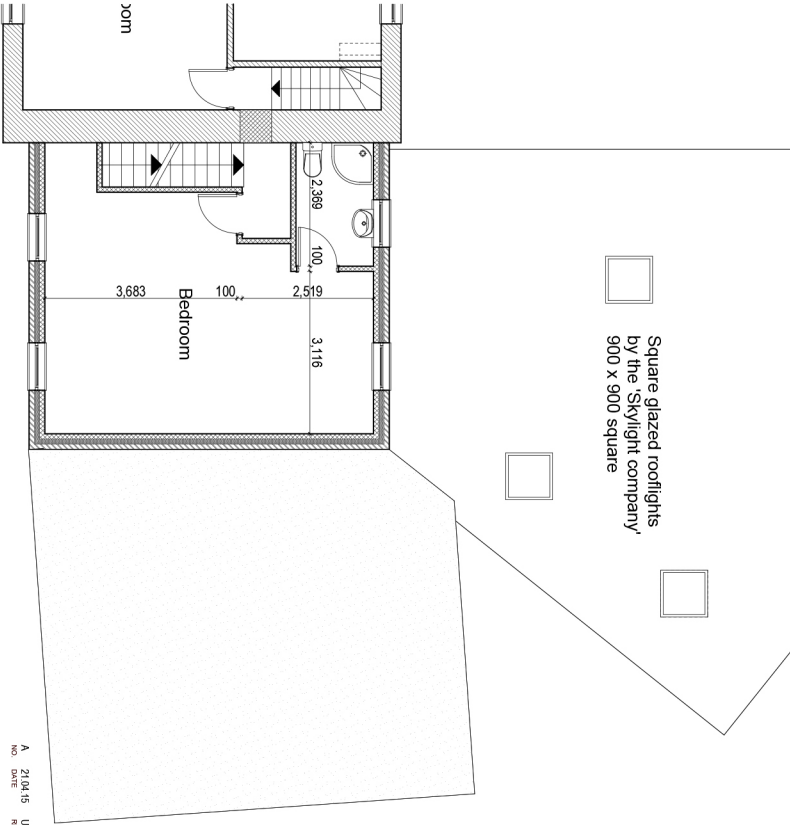 oom
2,369
100
3,683
100
2,519
Bedroom
3,116
Square glazed rooflights
by the 'Skylight company'
900 x 900 square
A 21.04.15 U
NO. DATE R